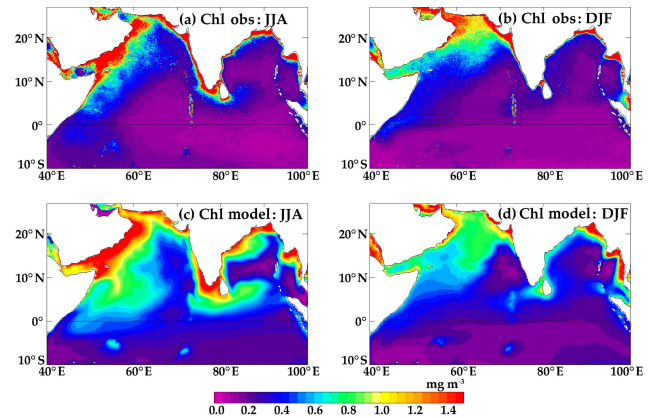 (a) Chl obs: JJA
(b) Chl obs: DJF
20°N
10°N
0°
10°S
40°E
60°E
80°E
100°E
20°N
10°N
0°
10°S
40°E
60°E
80°E
100°E
(c) Chl model: JJA
(d) Chl model: DJF
20°N
10°N
0°
10°S
40°E
60°E
80°E
100°E
20°N
10°N
0°
10°S
40°E
60°E
80°E
100°E
mg m⁻³
0.0 0.2 0.4 0.6 0.8 1.0 1.2 1.4